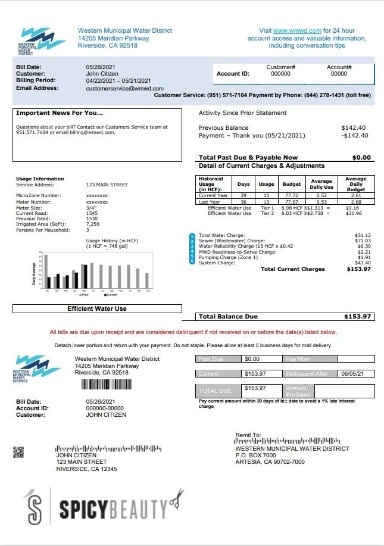 Western Municipal Water District
14205 Meridian Parkway
Riverside, CA 92518
Visit www.wmwd.com for 24 hour
account access and valuable information,
including conversation tips
Bill Date: 05/26/2021
Customer: John Citizen
Billing Period: 04/22/2021 – 05/21/2021
Email Address: customerservice@wmwd.com
Customer# Account#
Account ID: 000000 000000
Customer Service: (951) 571-7104 Payment by Phone: (844) 278-1431 (toll free)
Important News For You…
Questions about your bill? Contact our Customer Service team at
951.571.7104 or email billing@wmwd.com.
Activity Since Prior Statement
Previous Balance $142.40
Payment – Thank you (05/21/2021) -$142.40
Total Past Due & Payable Now $0.00
Detail of Current Charges & Adjustments
Usage Information
Service Address: 123 MAIN STREET
MicroZone Number: xxxxxxxx
Meter Number: xxxxxxxx
Meter Size: 3/4"
Current Read: 1545
Previous Read: 1530
Irrigated Area (SqFt): 7,250
Persons Per Household: 3
Historical Usage (in HCF): Days Usage Budget Average Daily Use Average Daily Budget
Current Year 29 15 77.72 0.52 2.68
Last Year 29 77.67 0.53 2.68
Efficient Water Use Tier 1 6.98 HCF X$1.313 = $9.16
Efficient Water Use Tier 2 8.02 HCF X$2.738 = $21.96
Usage History (in HCF)
(1 HCF = 748 gal)
Daily Average
Efficient Water Use
Total Water Charge: $31.12
Sewer (Wastewater) Charge:
Water Reliability Charge (15 HCF X $0.42 $6.30
MWD Readiness-to-Serve Charge: $2.21
Pumping Charge (Zone 1) $1.91
System Charge:
Total Current Charges $153.97
Total Balance Due $153.97
All bills are due upon receipt and are considered delinquent if not received on or before the date(s) listed below.
Detach lower portion and return with payment. Do not staple. Please allow at least 5 business days for mail delivery.
Western Municipal Water District
14205 Meridian Parkway
Riverside, CA 92518
Past Due $0.00 Due Now
Current $153.97 Delinquent After 06/05/21
TOTAL DUE $153.97 Amount Enclosed
Pay current amount within 20 days of bill date to avoid a 1% late interest
charge.
Bill Date: 05/26/2021
Account ID: 000000-00000
Customer: JOHN CITIZEN
JOHN CITIZEN
123 MAIN STREET
RIVERSIDE, CA 12345
Remit To:
WESTERN MUNICIPAL WATER DISTRICT
P.O. BOX 7000
ARTESIA, CA 90702-7000
SPICYBEAUTY